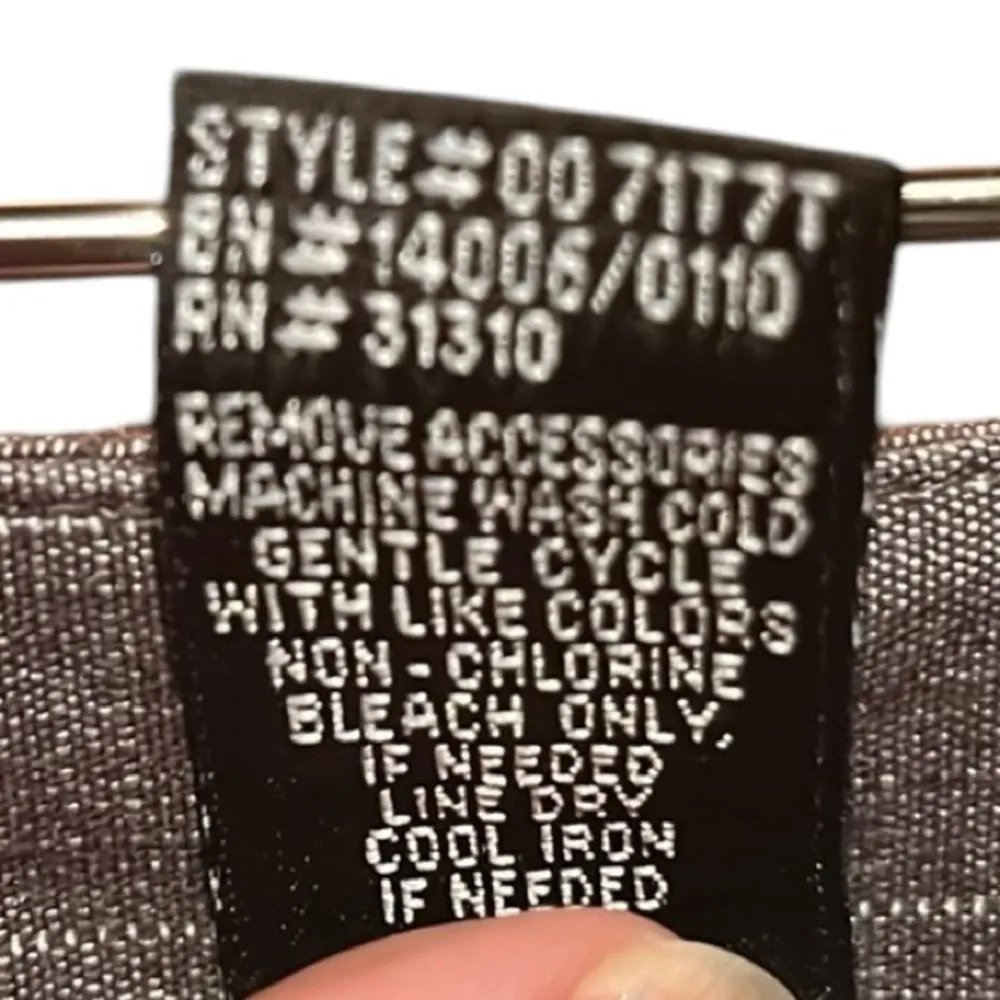 STYLE#0071T7T
BN#14006/0110
RN#31310
REMOVE ACCESSORIES
MACHINE WASH COLD
GENTLE CYCLE
WITH LIKE COLORS
NON-CHLORINE
BLEACH ONLY,
IF NEEDED
LINE DRY
COOL IRON
IF NEEDED